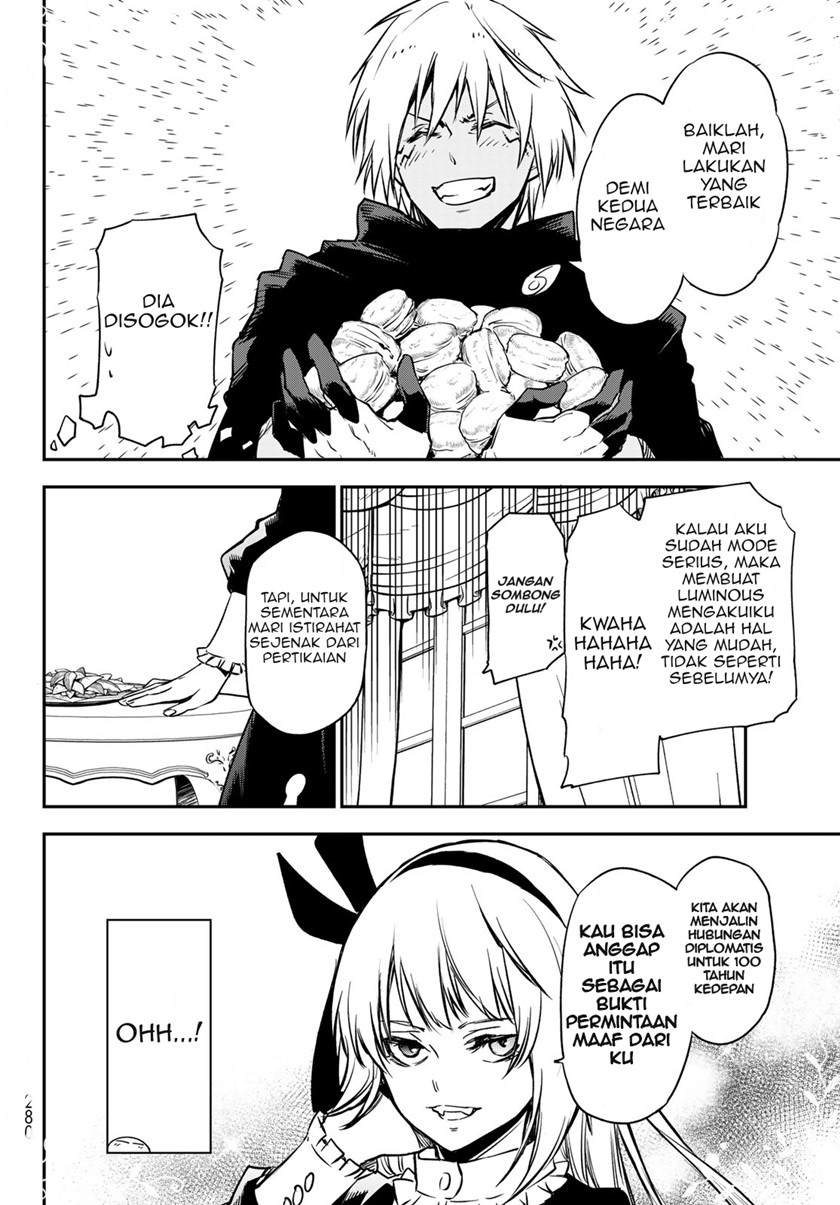 BAIKLAH,
MARI
LAKUKAN
YANG
TERBAIK
DEMI
KEDUA
NEGARA
DIA
DISOGOK!!
KALAU AKU
SUDAH MODE
SERIUS, MAKA
MEMBUAT
LUMINOUS
MENGAKUIKU
ADALAH HAL
YANG MUDAH,
TIDAK SEPERTI
SEBELUMYA!
KWAHA
HAHAHA
HAHA!
JANGAN
SOMBONG
DULU!
TAPI, UNTUK
SEMENTARA
MARI ISTIRAHAT
SEJENAK DARI
PERTIKAIAN
KITA AKAN
MENJALIN
HUBUNGAN
DIPLOMATIS
UNTUK 100
TAHUN
KEDEPAN
KAU BISA
ANGGAP
ITU
SEBAGAI
BUKTI
PERMINTAAN
MAAF DARI
KU
OHH...!